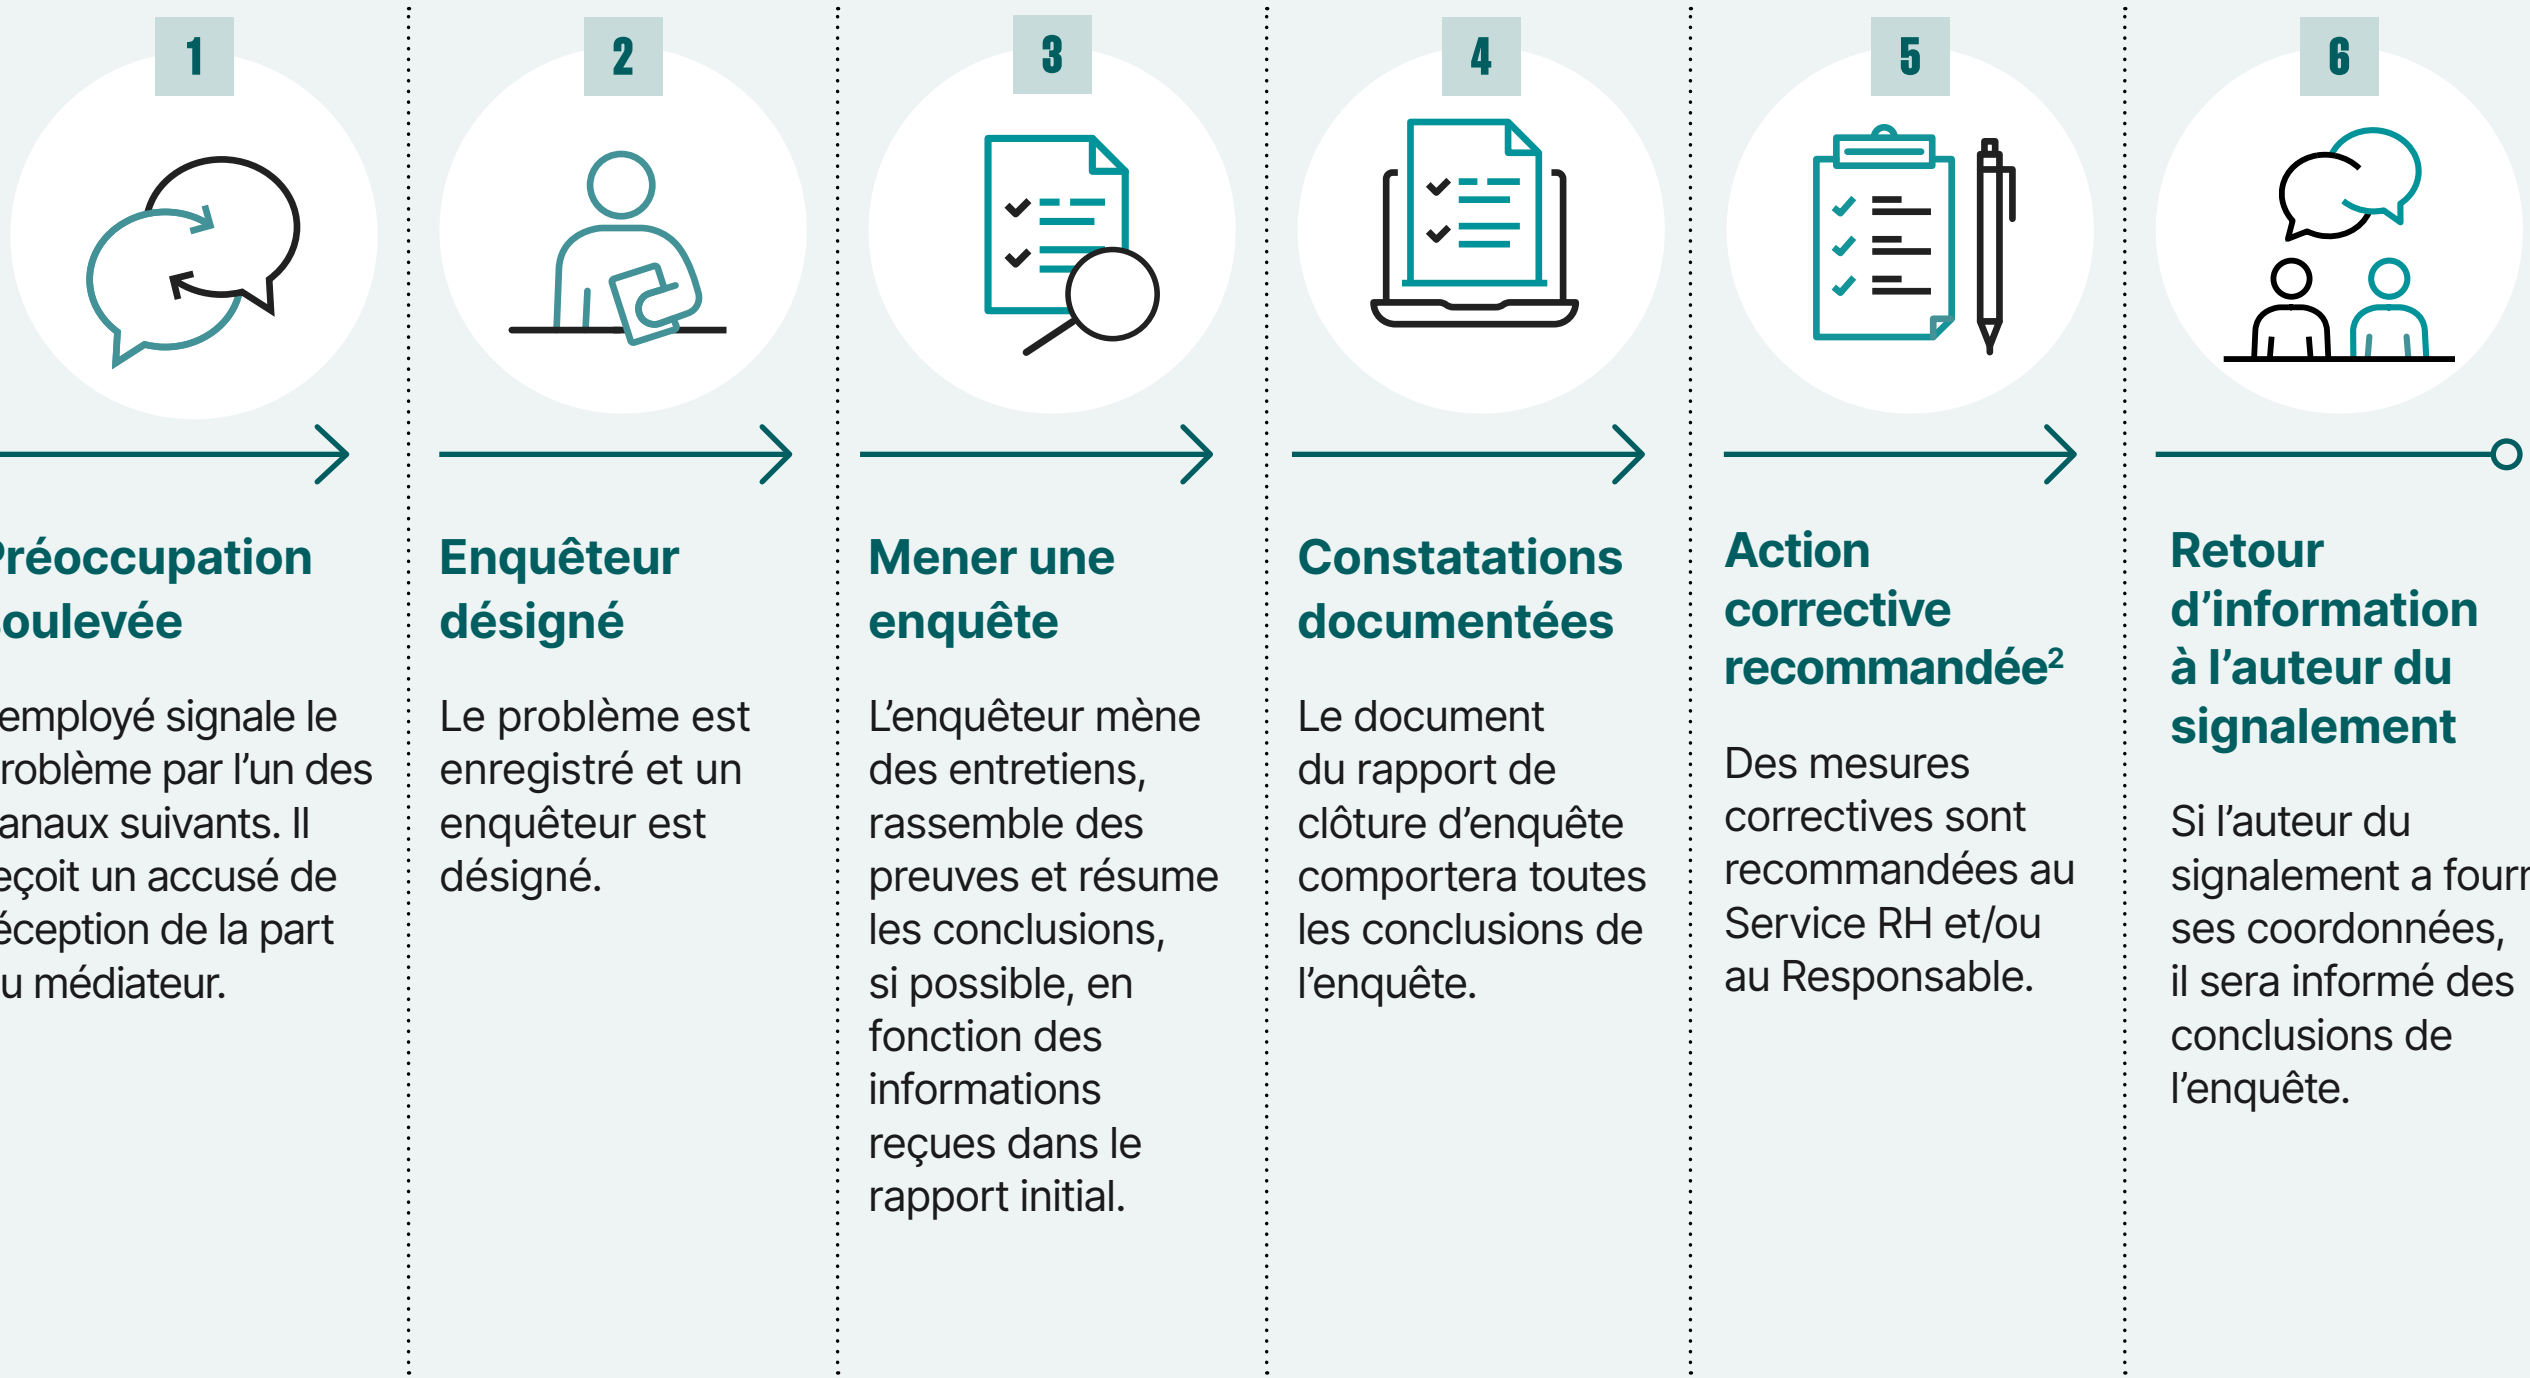 1
Préoccupation
soulevée
employé signale le
roblème par l'un des
anaux suivants. Il
eçoit un accusé de
éception de la part
u médiateur.
2
Enquêteur
désigné
Le problème est
enregistré et un
enquêteur est
désigné.
3
Mener une
enquête
L'enquêteur mène
des entretiens,
rassemble des
preuves et résume
les conclusions,
si possible, en
fonction des
informations
reçues dans le
rapport initial.
4
Constatations
documentées
Le document
du rapport de
clôture d'enquête
comportera toutes
les conclusions de
l'enquête.
5
Action
corrective
recommandée²
Des mesures
correctives sont
recommandées au
Service RH et/ou
au Responsable.
6
Retour
d'information
à l'auteur du
signalement
Si l'auteur du
signalement a fourn
ses coordonnées,
il sera informé des
conclusions de
l'enquête.